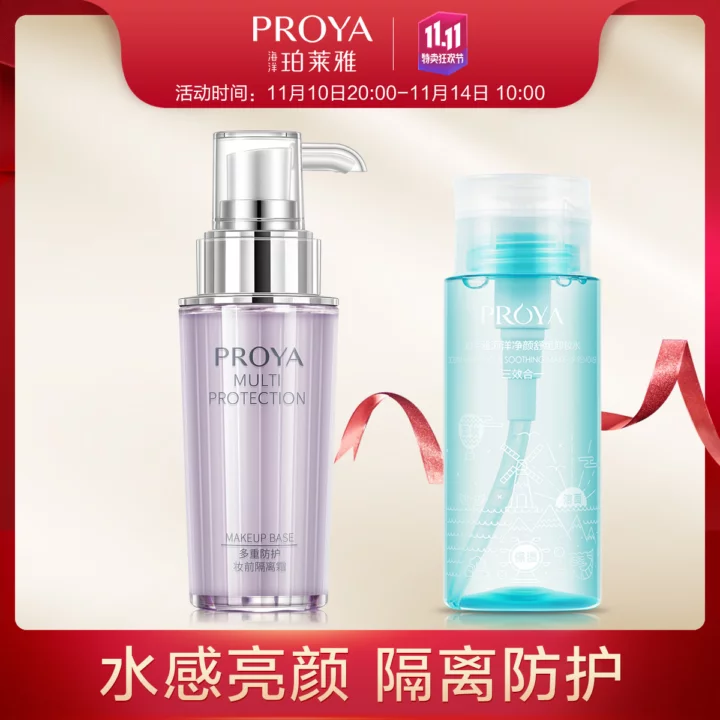 PROYA
海洋 珀莱雅
11.11
特卖狂欢节
活动时间：11月10日20:00-11月14日 10:00
PROYA
MULTI
PROTECTION
MAKEUP BASE
多重防护
妆前隔离霜
PROYA
三效合一
水感亮颜 隔离防护